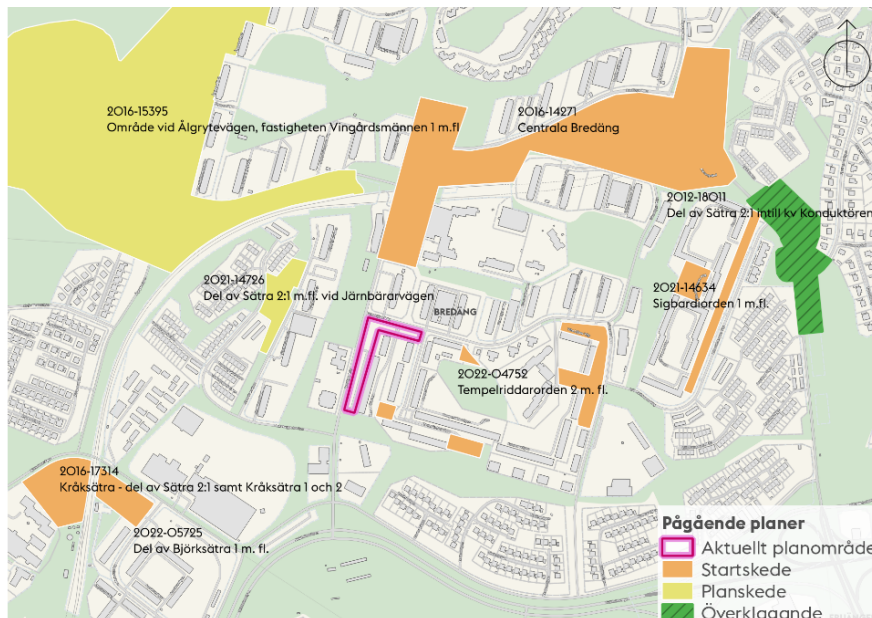 2016-15395
Område vid Ålgrytevägen, fastigheten Vingårdsmännen 1 m.fl
2016-14271
Centrala Bredäng
2012-18011
Del av Sätra 2:1 intill kv Konduktören
2021-14726
Del av Sätra 2:1 m.fl. vid Järnbärarvägen
2021-14634
Sigbardiorden 1 m.fl.
BREDÄNG
2022-04752
Tempelriddarorden 2 m. fl.
2016-17314
Kråksätra - del av Sätra 2:1 samt Kråksätra 1 och 2
2022-05725
Del av Björksätra 1 m. fl.
Pågående planer
Aktuellt planområde
Startskede
Planskede
Överklagande